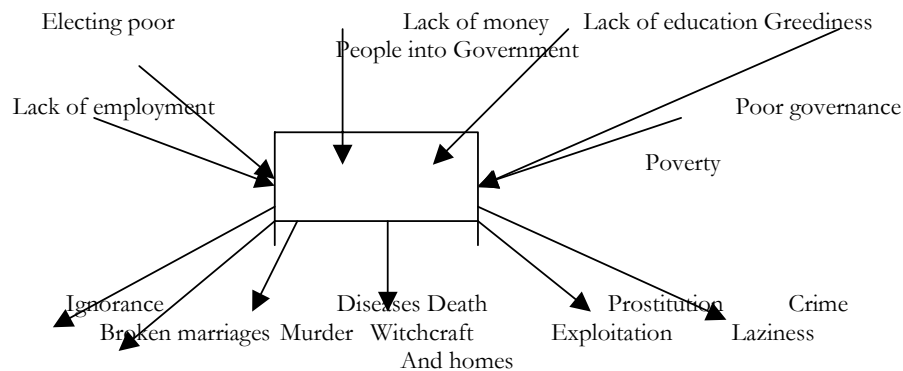 Electing poor Lack of money Lack of education Greediness
People into Government
Lack of employment Poor governance
Poverty
Ignorance Diseases Death Prostitution Crime
Broken marriages Murder Witchcraft Exploitation Laziness
And homes